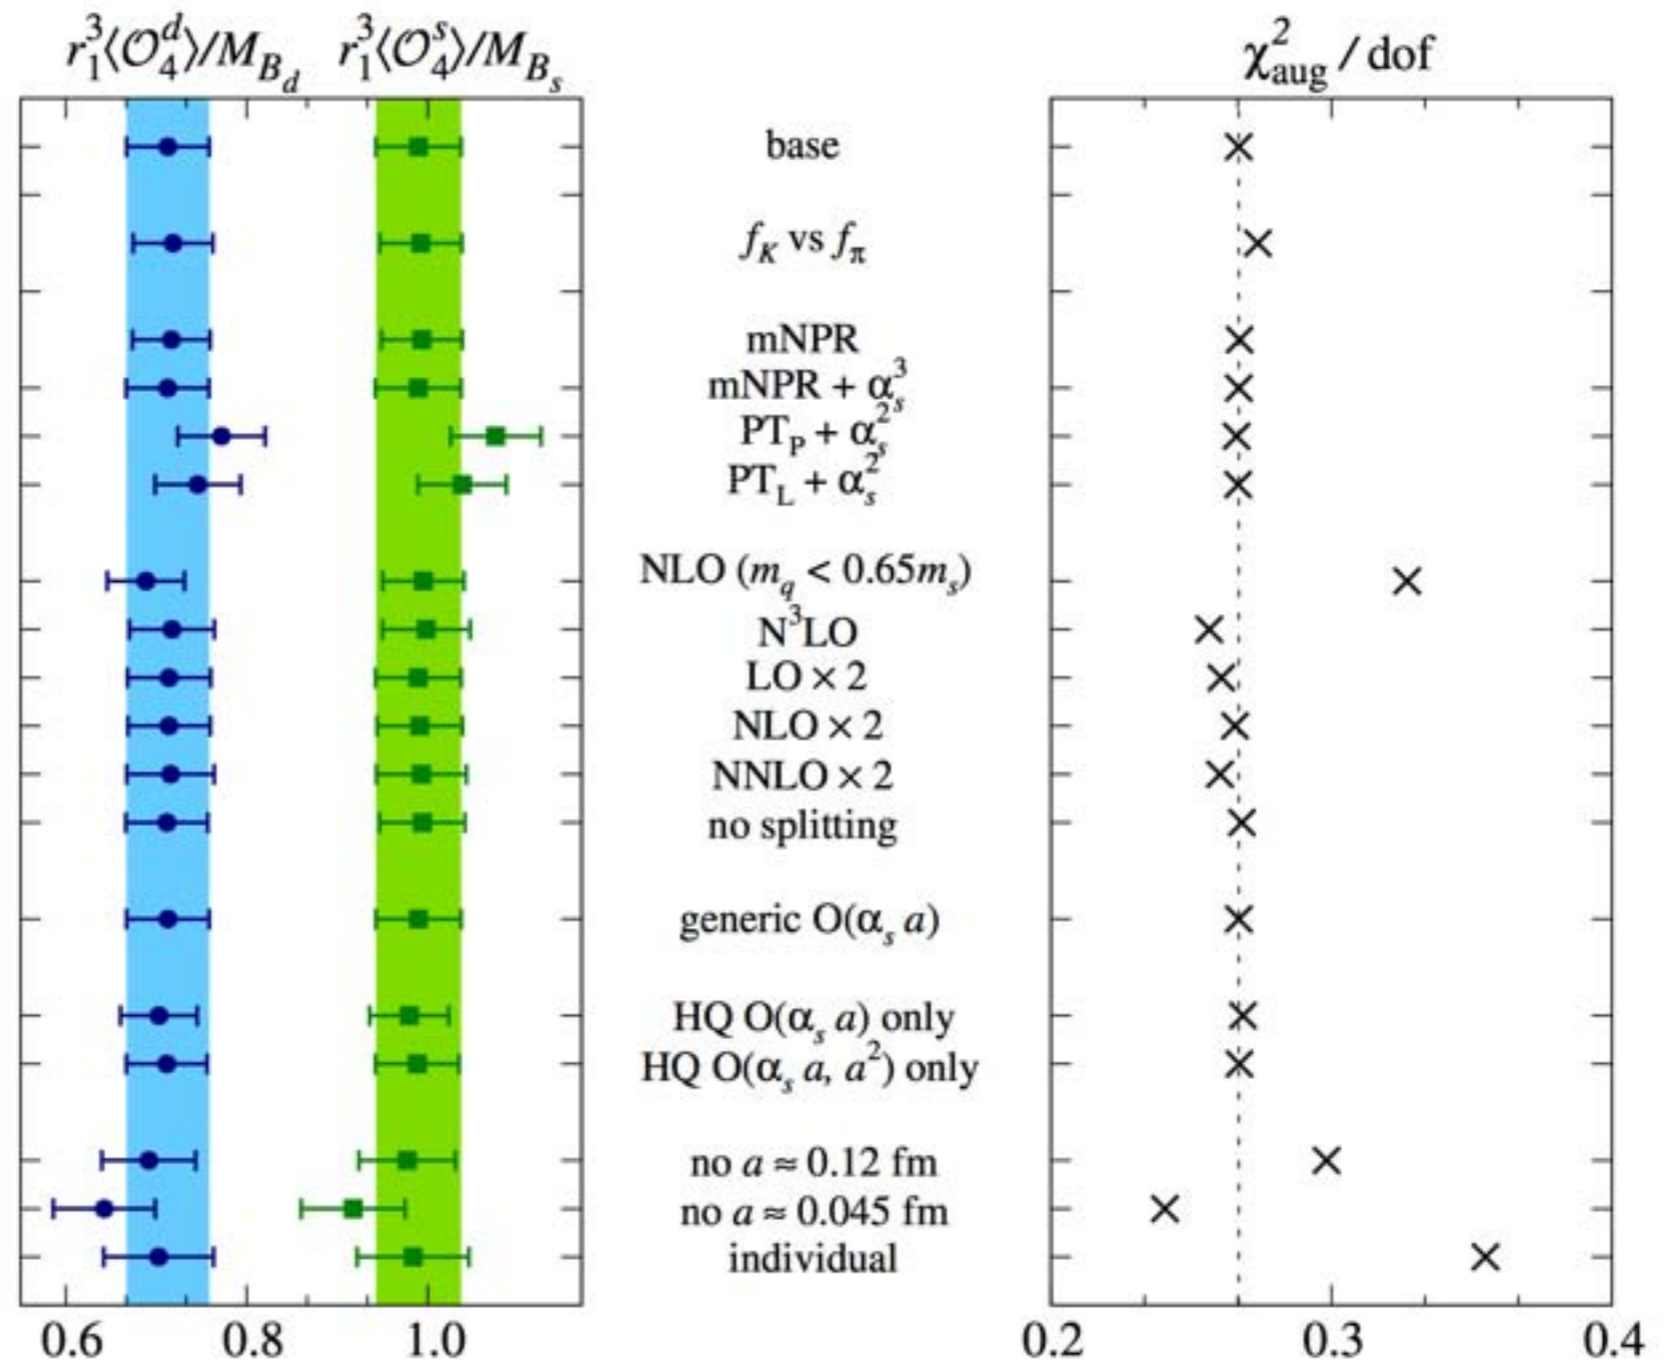 r₁³⟨𝒪₄ᵈ⟩/M_{B_d} r₁³⟨𝒪₄ˢ⟩/M_{B_s} χ²_{aug} / dof
base
f_K vs f_π
mNPR
mNPR + α_s³
PT_P + α_s²
PT_L + α_s²
NLO (m_q < 0.65m_s)
N³LO
LO × 2
NLO × 2
NNLO × 2
no splitting
generic O(α_s a)
HQ O(α_s a) only
HQ O(α_s a, a²) only
no a ≈ 0.12 fm
no a ≈ 0.045 fm
individual
0.6 0.8 1.0 0.2 0.3 0.4